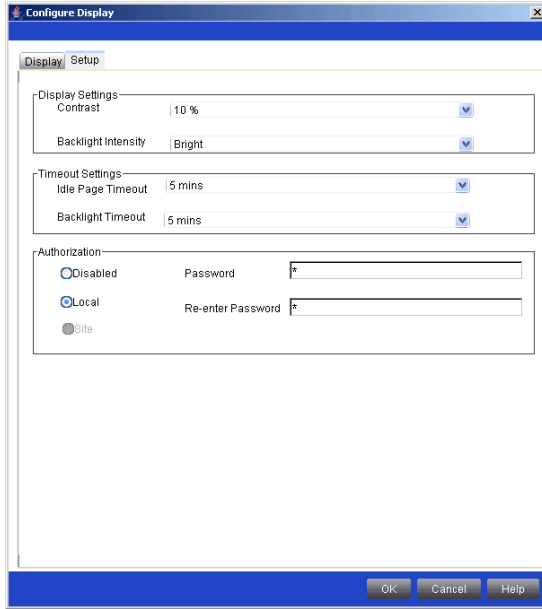 Configure Display
Display Setup
Display Settings
Contrast 10 %
Backlight Intensity Bright
Timeout Settings
Idle Page Timeout 5 mins
Backlight Timeout 5 mins
Authorization
Disabled Password *
Local Re-enter Password *
Site
OK Cancel Help